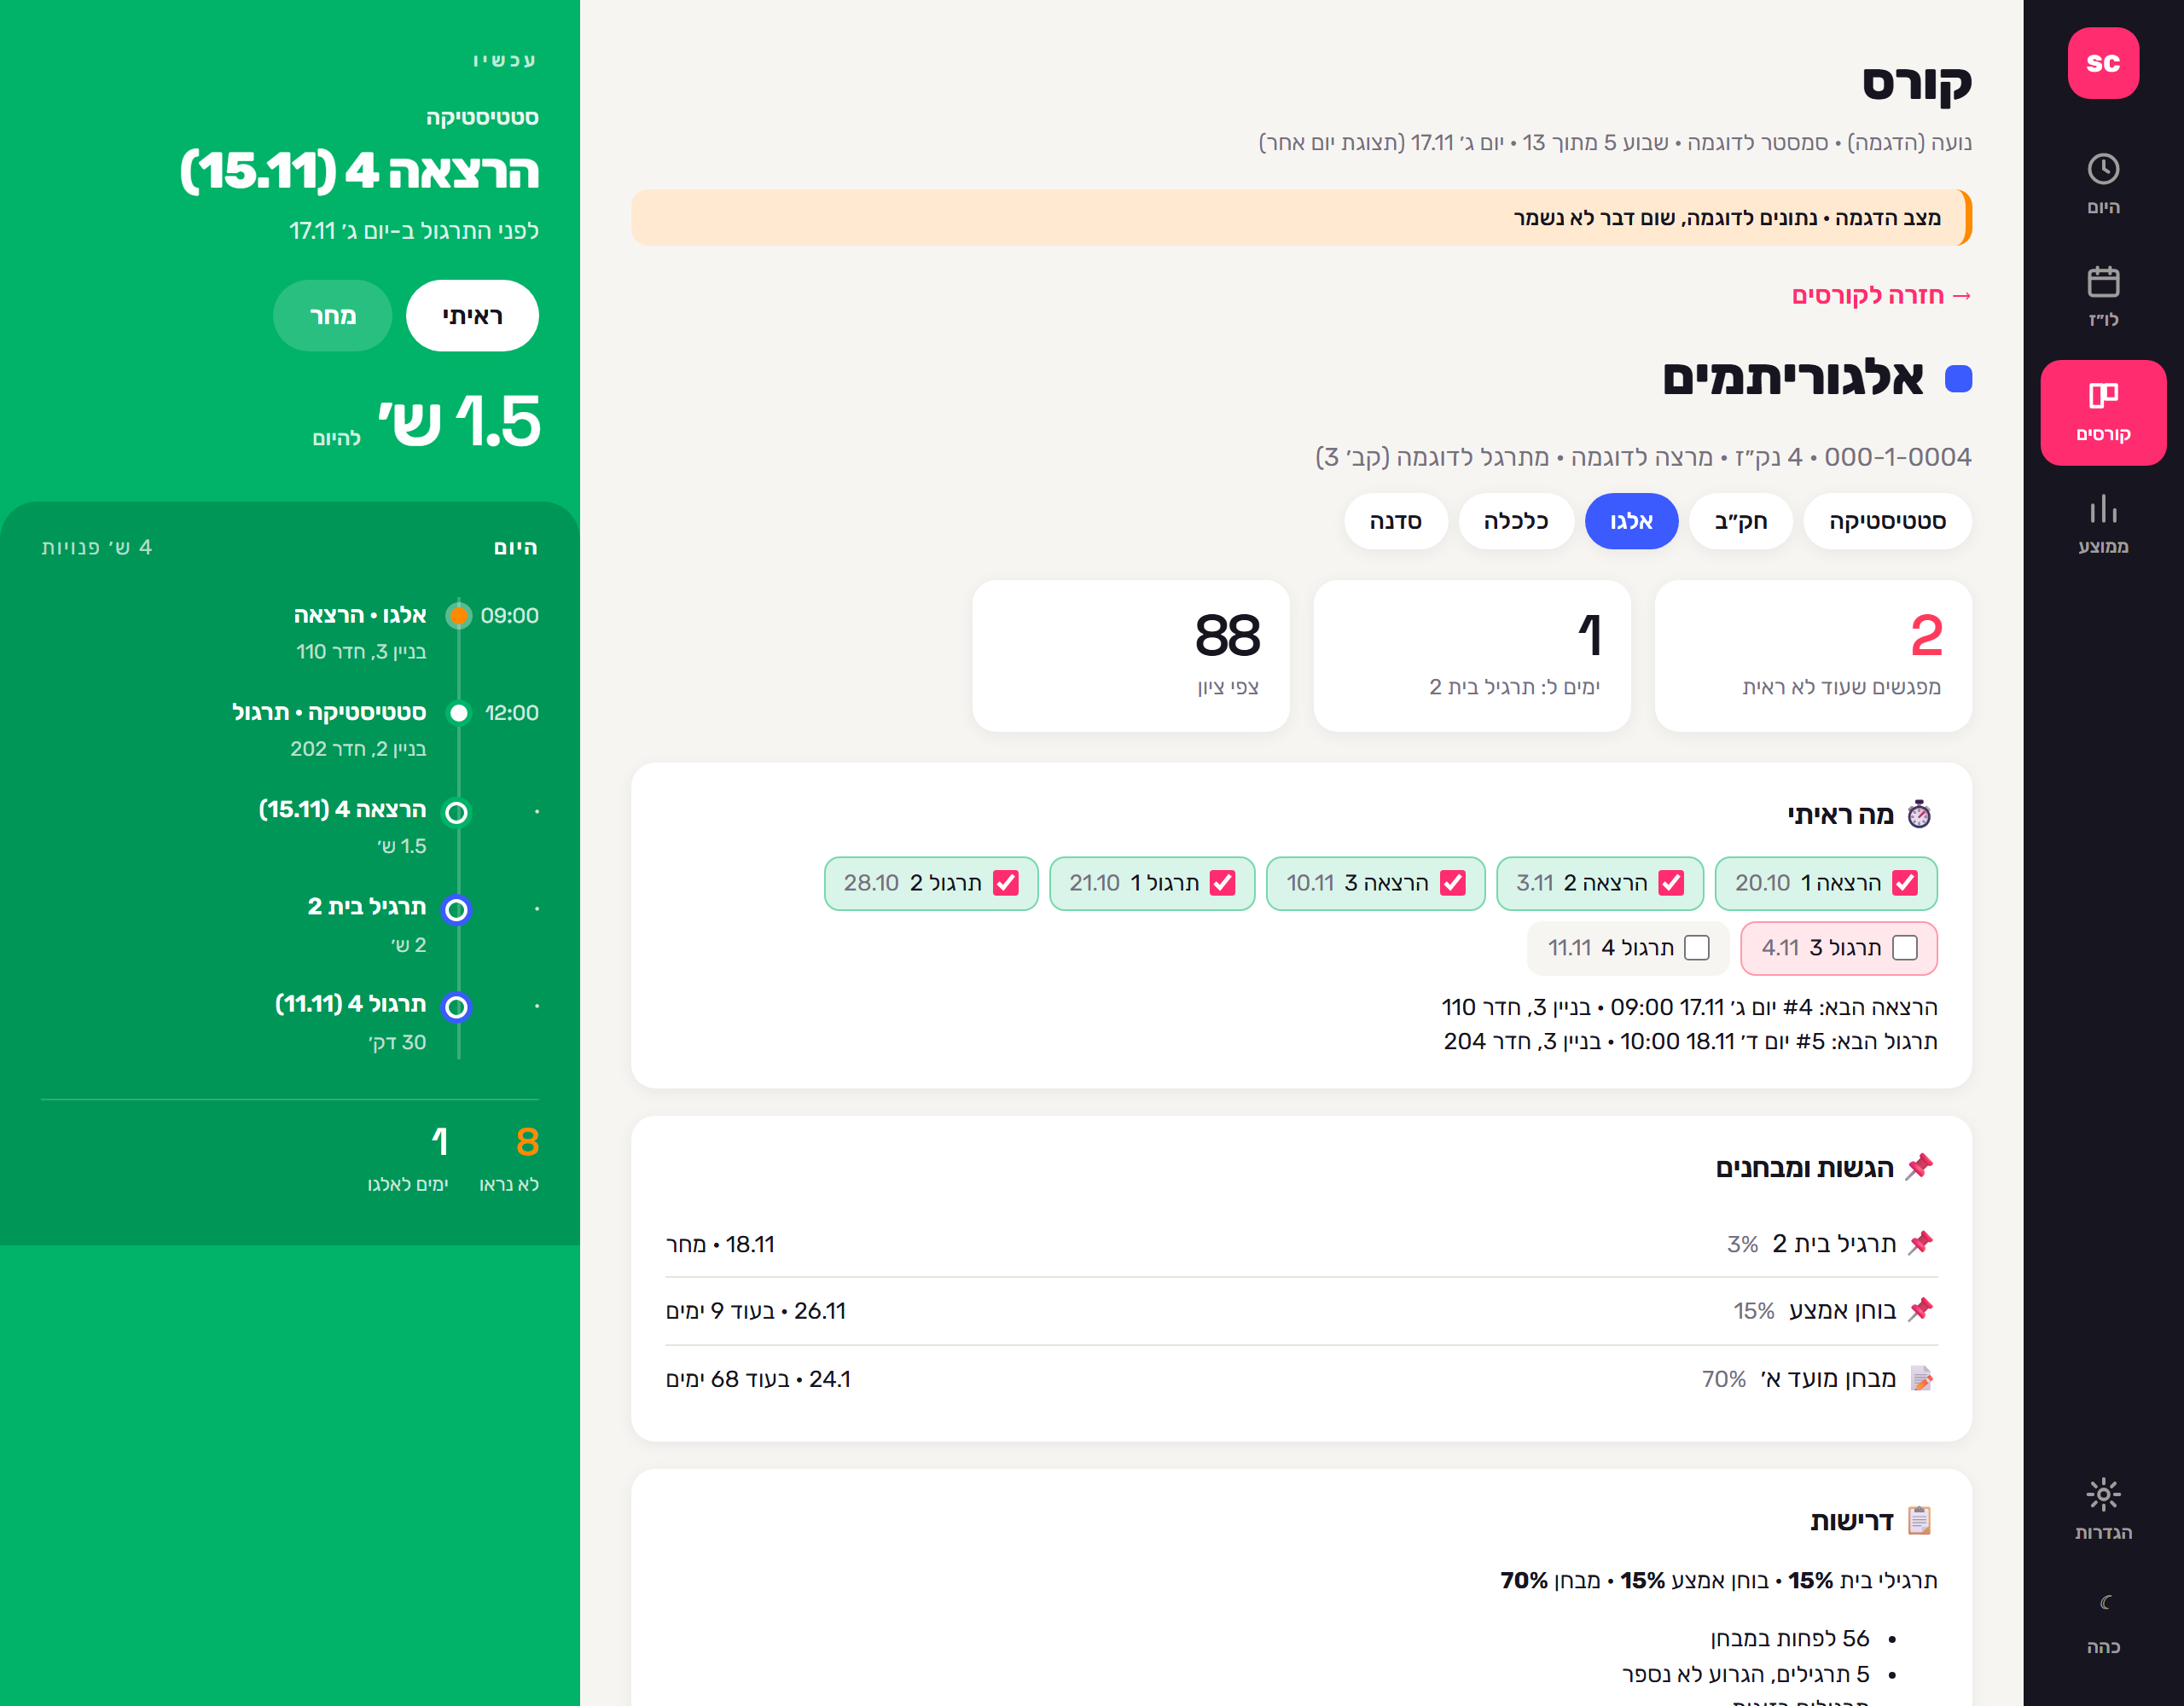 SC
היום
לו״ז
קורסים
ממוצע
הגדרות
כהה
קורס
נועה (הדגמה) • סמסטר לדוגמה • שבוע 5 מתוך 13 • יום ג׳ 17.11 (תצוגת יום אחר)
מצב הדגמה • נתונים לדוגמה, שום דבר לא נשמר
→ חזרה לקורסים
אלגוריתמים
000-1-0004 • 4 נק״ז • מרצה לדוגמה • מתרגל לדוגמה (קב׳ 3)
סטטיסטיקה חק״ב אלגו כלכלה סדנה
2 1 88
מפגשים שעוד לא ראית ימים ל: תרגיל בית 2 צפי ציון
מה ראיתי
הרצאה 1 20.10 הרצאה 2 3.11 הרצאה 3 10.11 תרגול 1 21.10 תרגול 2 28.10
תרגול 3 4.11 תרגול 4 11.11
הרצאה הבא: #4 יום ג׳ 17.11 09:00 • בניין 3, חדר 110
תרגול הבא: #5 יום ד׳ 18.11 10:00 • בניין 3, חדר 204
הגשות ומבחנים
תרגיל בית 2 3% 18.11 • מחר
בוחן אמצע 15% 26.11 • בעוד 9 ימים
מבחן מועד א׳ 70% 24.1 • בעוד 68 ימים
דרישות
תרגילי בית 15% • בוחן אמצע 15% • מבחן 70%
• 56 לפחות במבחן
• 5 תרגילים, הגרוע לא נספר
עכשיו
סטטיסטיקה
הרצאה 4 (15.11)
לפני התרגול ב-יום ג׳ 17.11
ראיתי מחר
1.5 ש׳ להיום
היום 4 ש׳ פנויות
09:00 אלגו • הרצאה
בניין 3, חדר 110
12:00 סטטיסטיקה • תרגול
בניין 2, חדר 202
· הרצאה 4 (15.11)
1.5 ש׳
· תרגיל בית 2
2 ש׳
· תרגול 4 (11.11)
30 דק׳
8 1
לא נראו ימים לאלגו